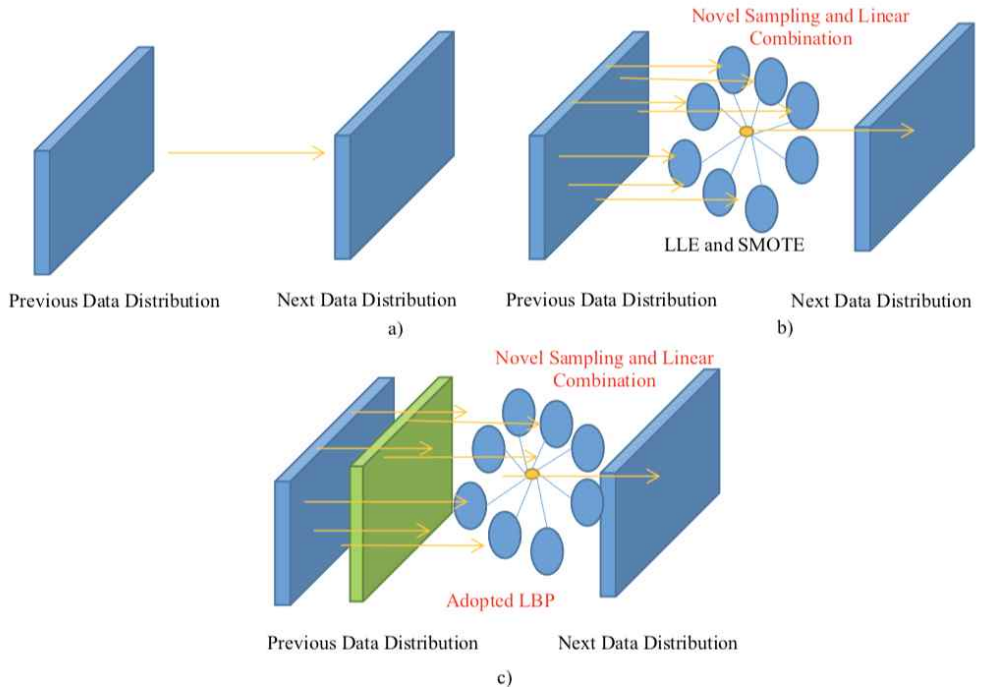 Novel Sampling and Linear
Combination
LLE and SMOTE
Previous Data Distribution
Next Data Distribution
a)
Previous Data Distribution
Next Data Distribution
b)
Novel Sampling and Linear
Combination
Adopted LBP
Previous Data Distribution
Next Data Distribution
c)